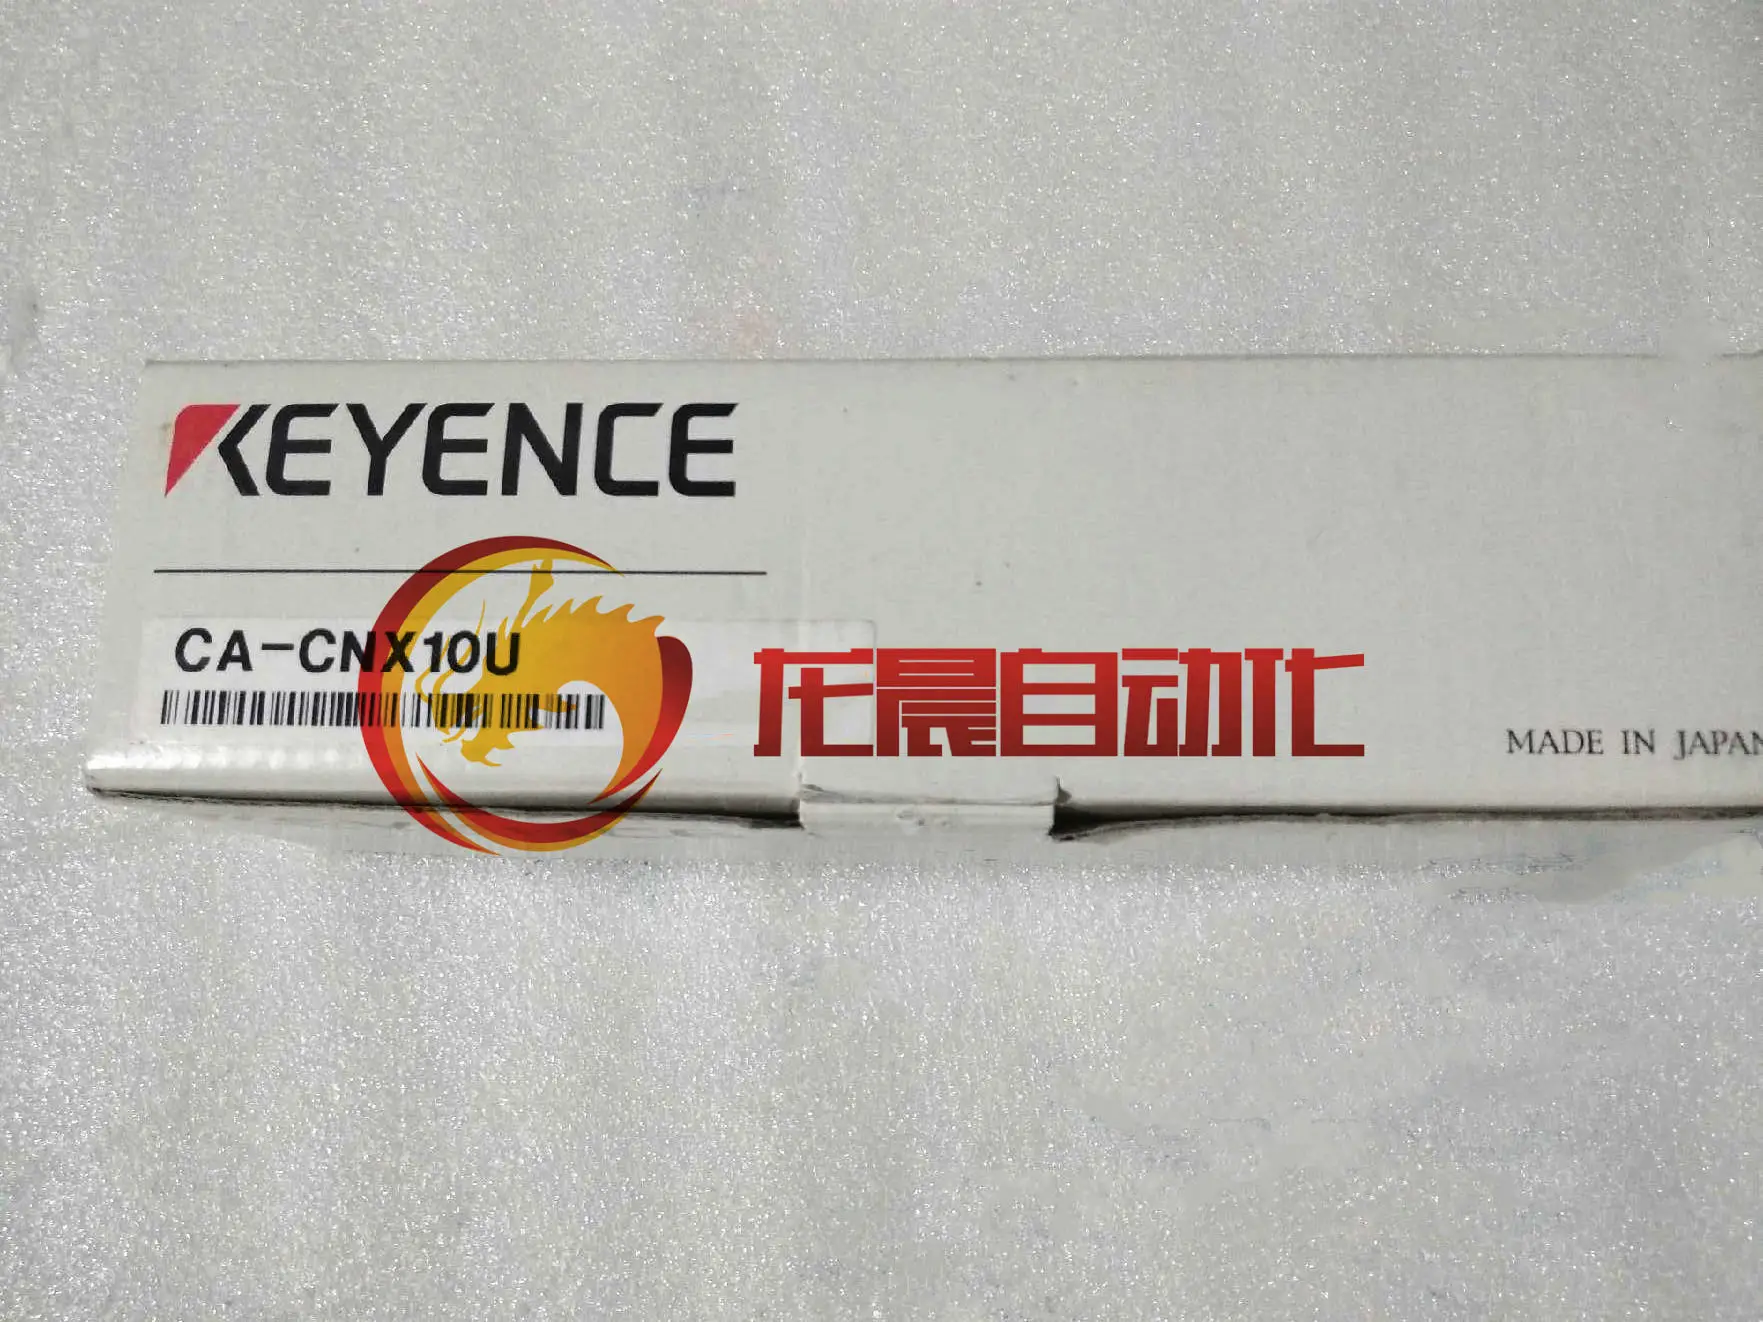 KEYENCE
CA-CNX10U
龙晨自动化
MADE IN JAPAN